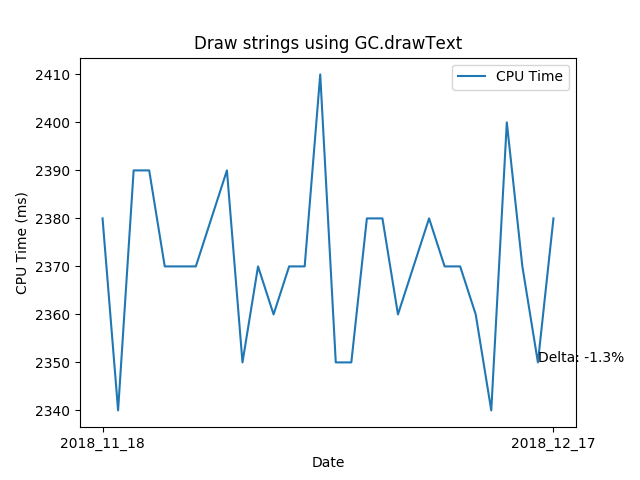 Draw strings using GC.drawText
CPU Time
2410
2400
2390
2380
2370
2360
2350
2340
CPU Time (ms)
Delta: -1.3%
2018_11_18
2018_12_17
Date